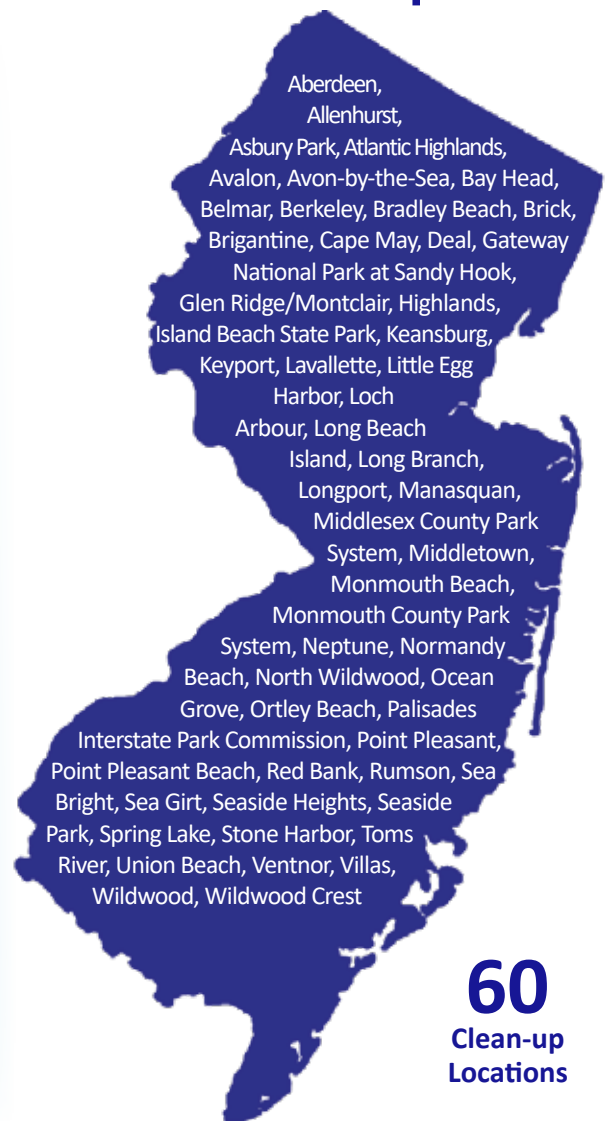 Aberdeen,
Allenhurst,
Asbury Park, Atlantic Highlands,
Avalon, Avon-by-the-Sea, Bay Head,
Belmar, Berkeley, Bradley Beach, Brick,
Brigantine, Cape May, Deal, Gateway
National Park at Sandy Hook,
Glen Ridge/Montclair, Highlands,
Island Beach State Park, Keansburg,
Keyport, Lavallette, Little Egg
Harbor, Loch
Arbour, Long Beach
Island, Long Branch,
Longport, Manasquan,
Middlesex County Park
System, Middletown,
Monmouth Beach,
Monmouth County Park
System, Neptune, Normandy
Beach, North Wildwood, Ocean
Grove, Ortley Beach, Palisades
Interstate Park Commission, Point Pleasant,
Point Pleasant Beach, Red Bank, Rumson, Sea
Bright, Sea Girt, Seaside Heights, Seaside
Park, Spring Lake, Stone Harbor, Toms
River, Union Beach, Ventnor, Villas,
Wildwood, Wildwood Crest
60
Clean-up
Locations